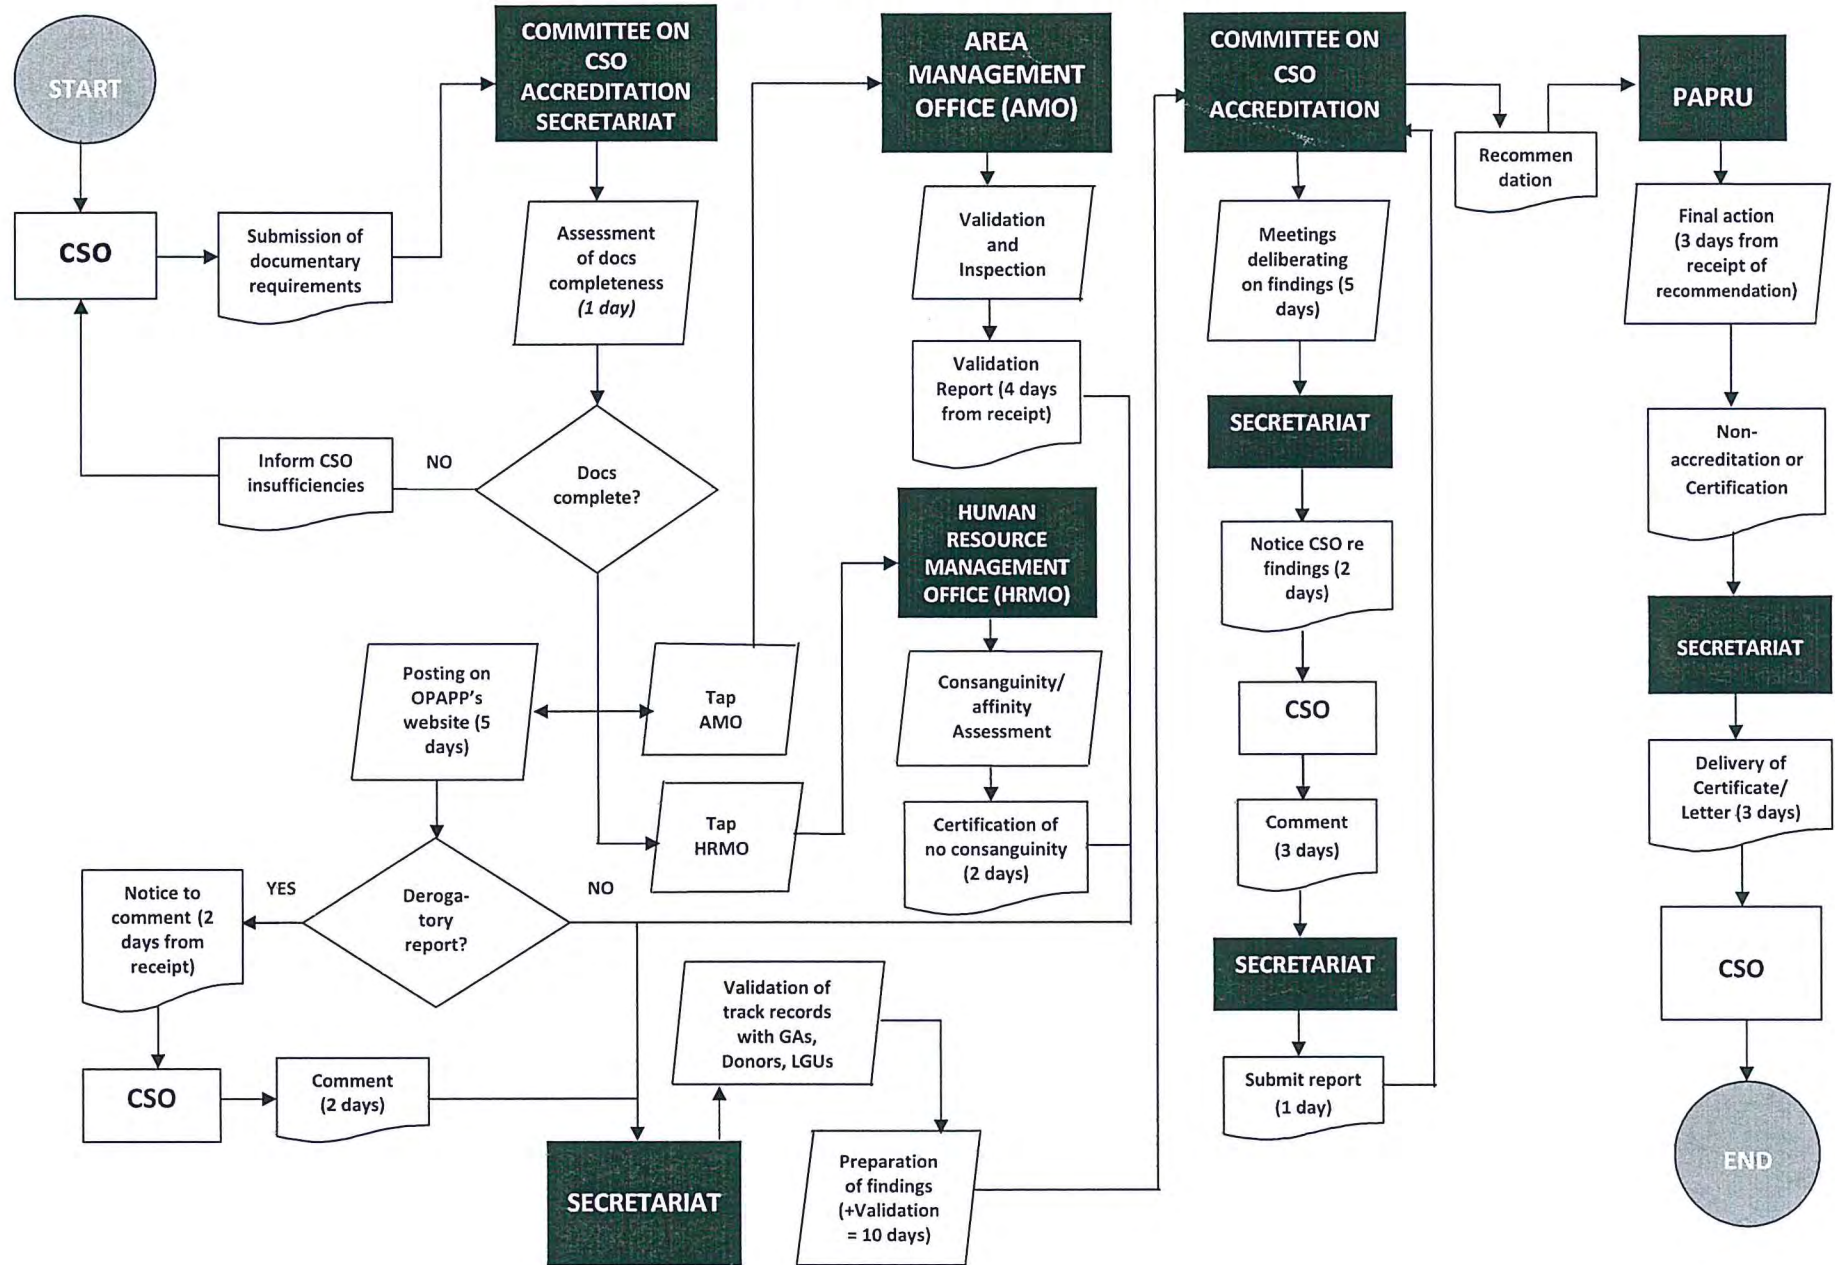 START
CSO
Submission of
documentary
requirements
COMMITTEE ON
CSO
ACCREDITATION
SECRETARIAT
Assessment
of docs
completeness
(1 day)
Docs
complete?
NO
Inform CSO
insufficiencies
Posting on
OPAPP's
website (5
days)
Tap
AMO
Tap
HRMO
Deroga-
tory
report?
YES
NO
Notice to
comment (2
days from
receipt)
CSO
Comment
(2 days)
SECRETARIAT
Validation of
track records
with GAs,
Donors, LGUs
Preparation
of findings
(+Validation
= 10 days)
AREA
MANAGEMENT
OFFICE (AMO)
Validation
and
Inspection
Validation
Report (4 days
from receipt)
HUMAN
RESOURCE
MANAGEMENT
OFFICE (HRMO)
Consanguinity/
affinity
Assessment
Certification of
no consanguinity
(2 days)
COMMITTEE ON
CSO
ACCREDITATION
Meetings
deliberating
on findings (5
days)
SECRETARIAT
Notice CSO re
findings (2
days)
CSO
Comment
(3 days)
SECRETARIAT
Submit report
(1 day)
Recommen
dation
PAPRU
Final action
(3 days from
receipt of
recommendation)
Non-
accreditation or
Certification
SECRETARIAT
Delivery of
Certificate/
Letter (3 days)
CSO
END